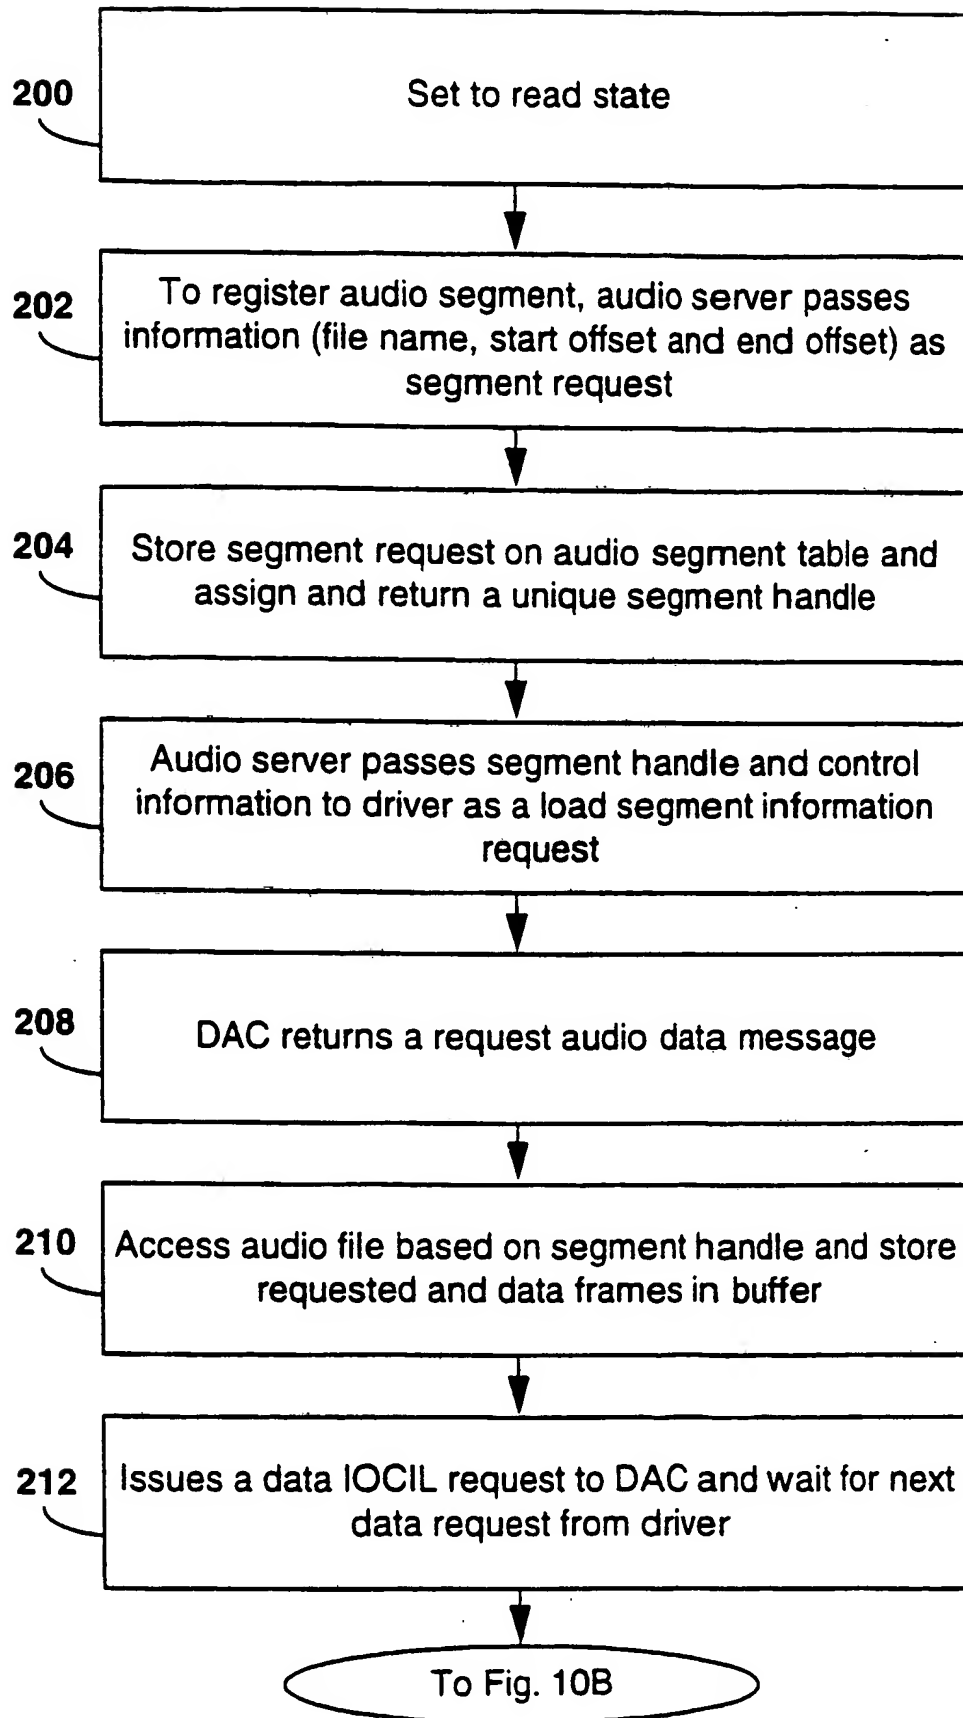 200
Set to read state
202
To register audio segment, audio server passes
information (file name, start offset and end offset) as
segment request
204
Store segment request on audio segment table and
assign and return a unique segment handle
206
Audio server passes segment handle and control
information to driver as a load segment information
request
208
DAC returns a request audio data message
210
Access audio file based on segment handle and store
requested and data frames in buffer
212
Issues a data IOCIL request to DAC and wait for next
data request from driver
To Fig. 10B